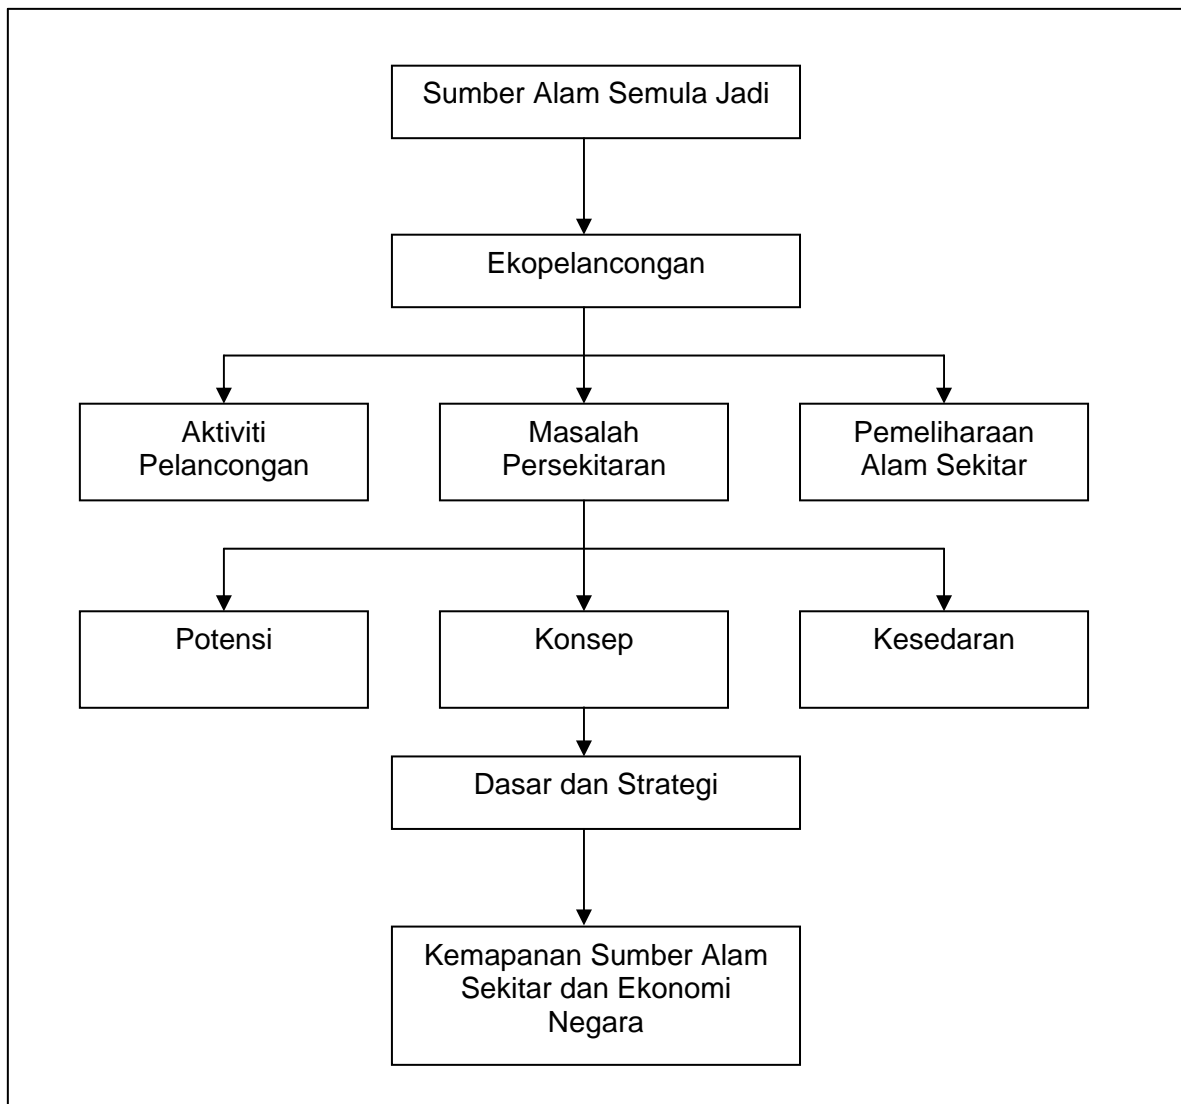 Sumber Alam Semula Jadi
Ekopelancongan
Aktiviti
Pelancongan
Masalah
Persekitaran
Pemeliharaan
Alam Sekitar
Potensi
Konsep
Kesedaran
Dasar dan Strategi
Kemapanan Sumber Alam
Sekitar dan Ekonomi
Negara